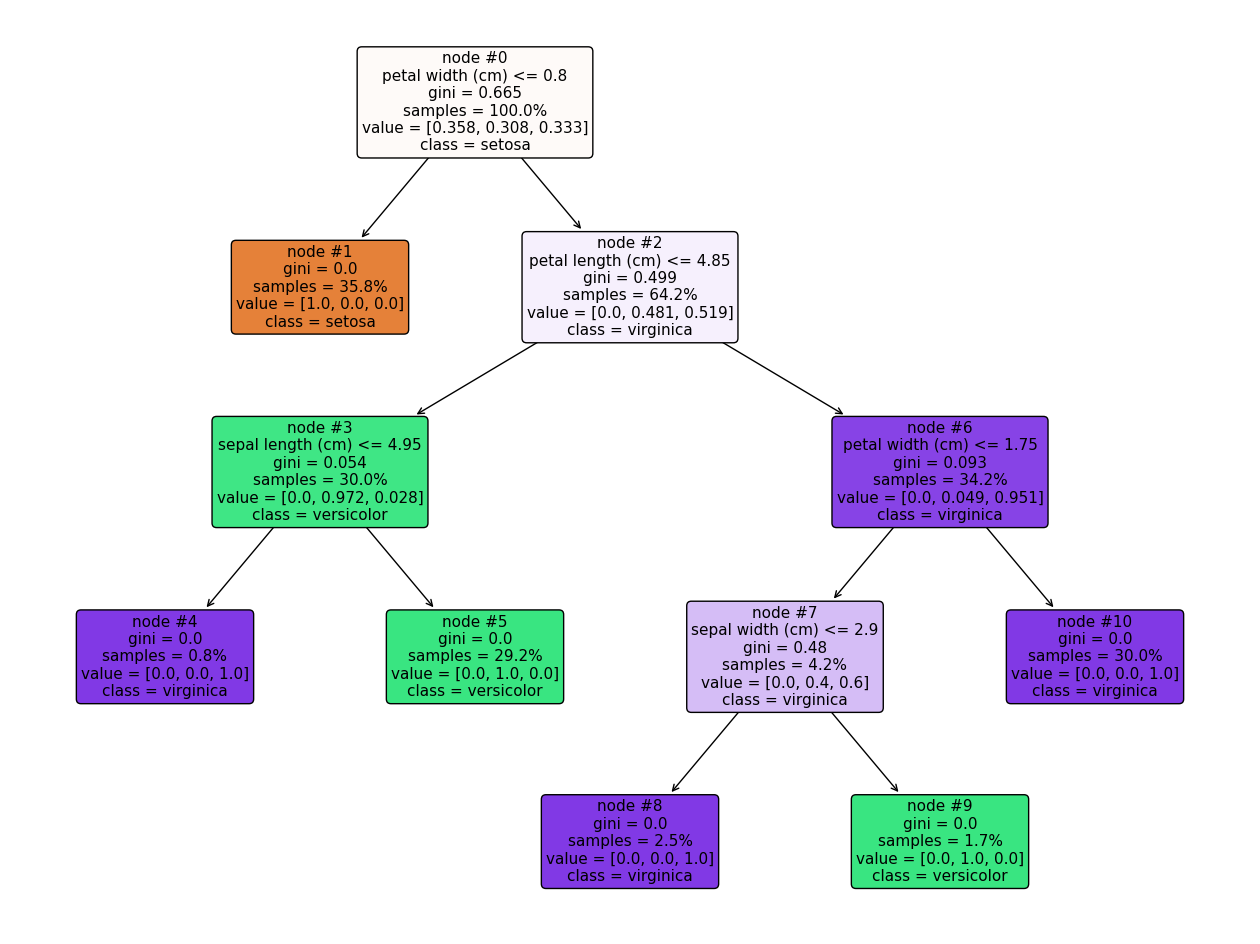 node #0
petal width (cm) <= 0.8
gini = 0.665
samples = 100.0%
value = [0.358, 0.308, 0.333]
class = setosa
node #1
gini = 0.0
samples = 35.8%
value = [1.0, 0.0, 0.0]
class = setosa
node #2
petal length (cm) <= 4.85
gini = 0.499
samples = 64.2%
value = [0.0, 0.481, 0.519]
class = virginica
node #3
sepal length (cm) <= 4.95
gini = 0.054
samples = 30.0%
value = [0.0, 0.972, 0.028]
class = versicolor
node #6
petal width (cm) <= 1.75
gini = 0.093
samples = 34.2%
value = [0.0, 0.049, 0.951]
class = virginica
node #4
gini = 0.0
samples = 0.8%
value = [0.0, 0.0, 1.0]
class = virginica
node #5
gini = 0.0
samples = 29.2%
value = [0.0, 1.0, 0.0]
class = versicolor
node #7
sepal width (cm) <= 2.9
gini = 0.48
samples = 4.2%
value = [0.0, 0.4, 0.6]
class = virginica
node #10
gini = 0.0
samples = 30.0%
value = [0.0, 0.0, 1.0]
class = virginica
node #8
gini = 0.0
samples = 2.5%
value = [0.0, 0.0, 1.0]
class = virginica
node #9
gini = 0.0
samples = 1.7%
value = [0.0, 1.0, 0.0]
class = versicolor